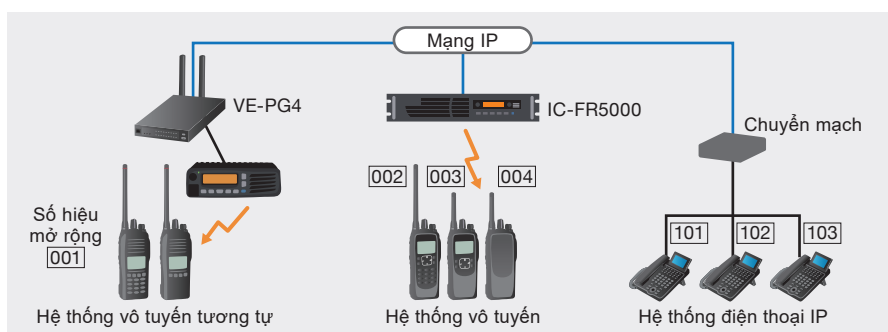 Mạng IP
VE-PG4
IC-FR5000
Chuyển mạch
002 003 004
Số hiệu
mở rộng
001
101 102 103
Hệ thống vô tuyến tương tự
Hệ thống vô tuyến
Hệ thống điện thoại IP